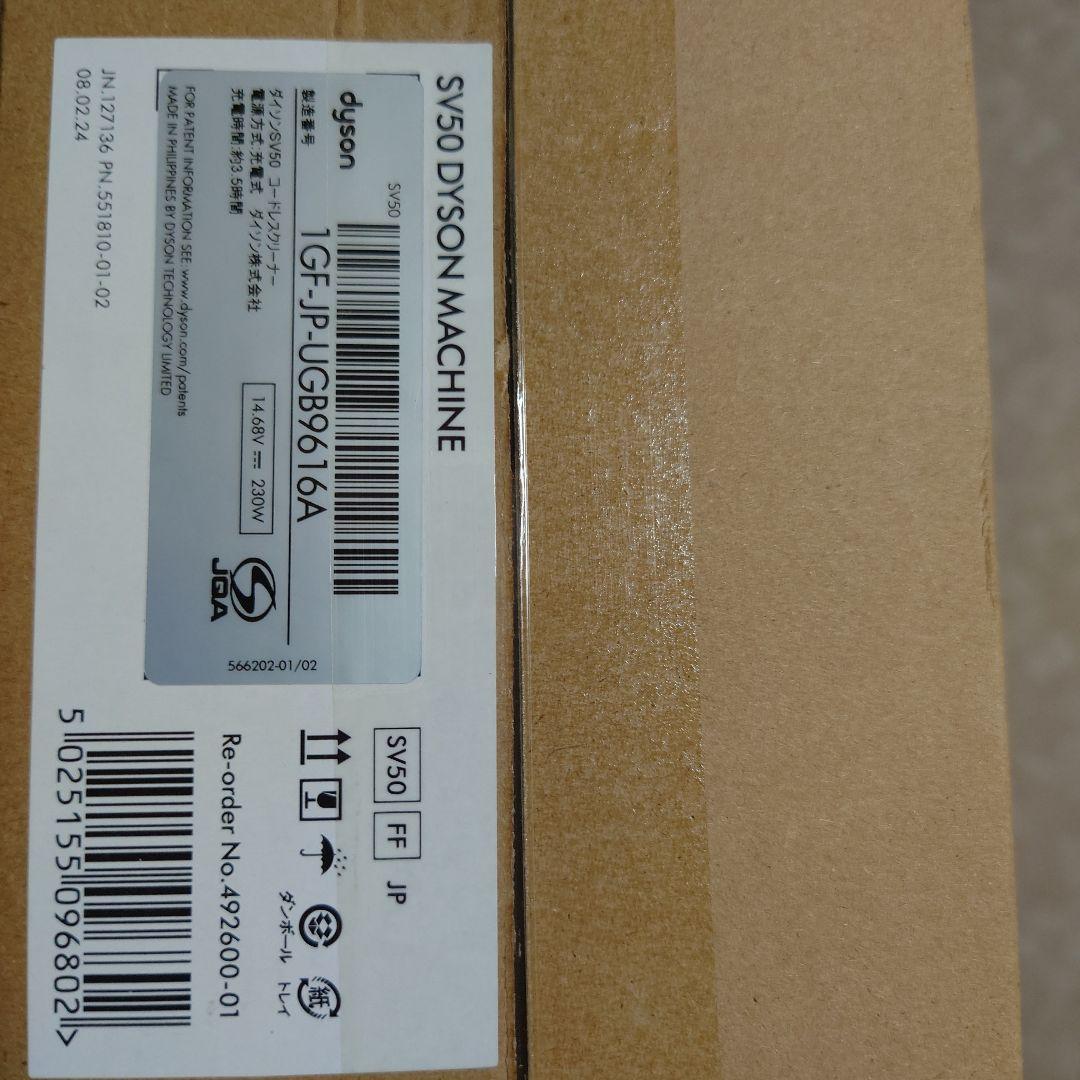 SV50 DYSON MACHINE
dyson
SV50
製造番号
1GF-JP-UGB9616A
ダイソンSV50 コードレスクリーナー
電源方式:充電式 ダイソン株式会社
充電時間:約3.5時間
14.68V ⎓ 230W
JQA
FOR PATENT INFORMATION SEE www.dyson.com/patents
MADE IN PHILIPPINES BY DYSON TECHNOLOGY LIMITED
566202-01/02
JN.127136 PN.551810-01-02
08.02.24
SV50 FF JP
ダンボール トレイ
紙
Re-order No.492600-01
5 025155 096802 >